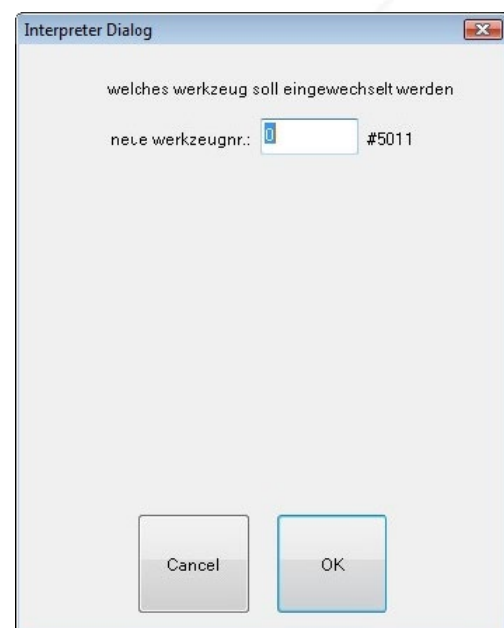 Interpreter Dialog
welches werkzeug soll eingewechselt werden
neue werkzeugnr.: 0 #5011
Cancel OK